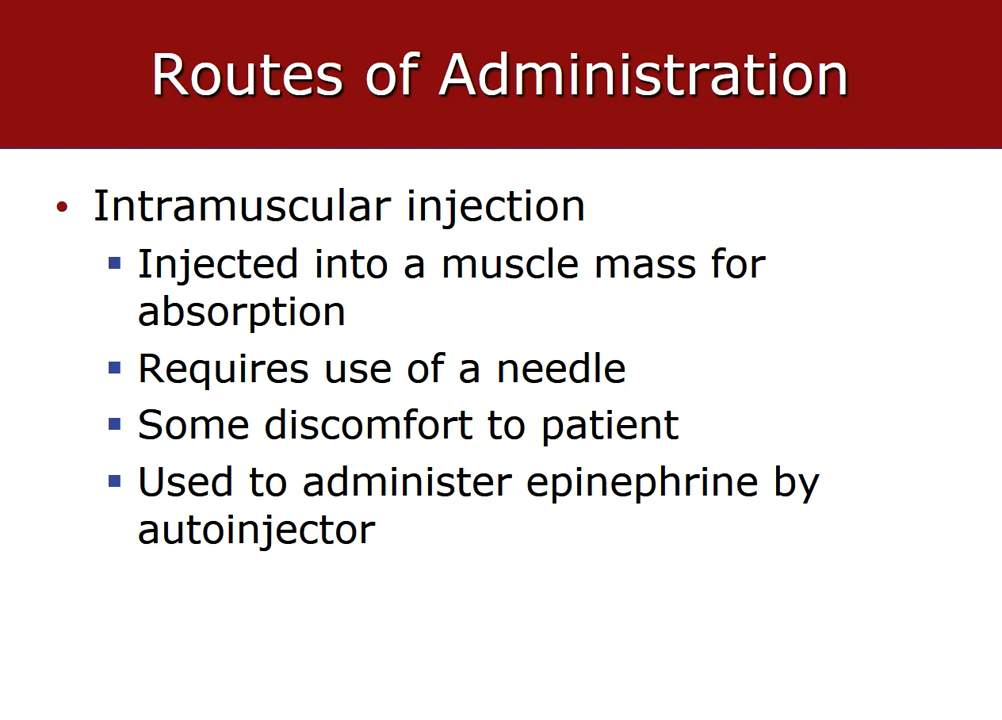 Routes of Administration
• Intramuscular injection
▪ Injected into a muscle mass for
absorption
▪ Requires use of a needle
▪ Some discomfort to patient
▪ Used to administer epinephrine by
autoinjector